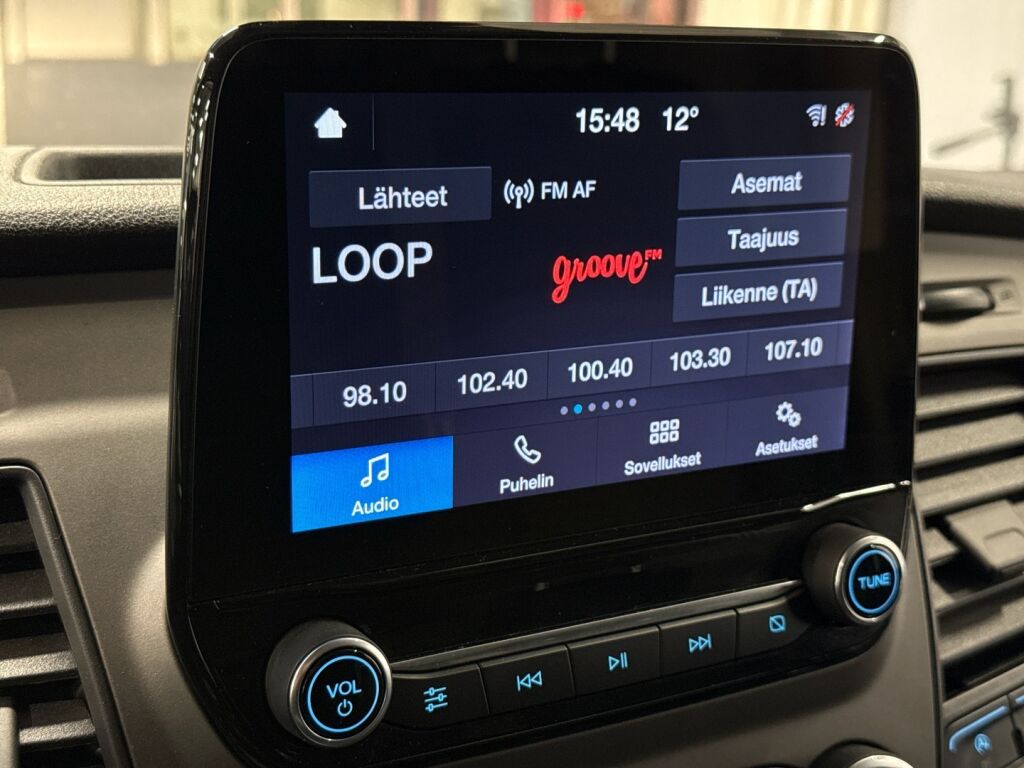 15:48 12°
Lähteet
FM AF
Asemat
LOOP
groove FM
Taajuus
Liikenne (TA)
98.10
102.40
100.40
103.30
107.10
Audio
Puhelin
Sovellukset
Asetukset
VOL
TUNE
A